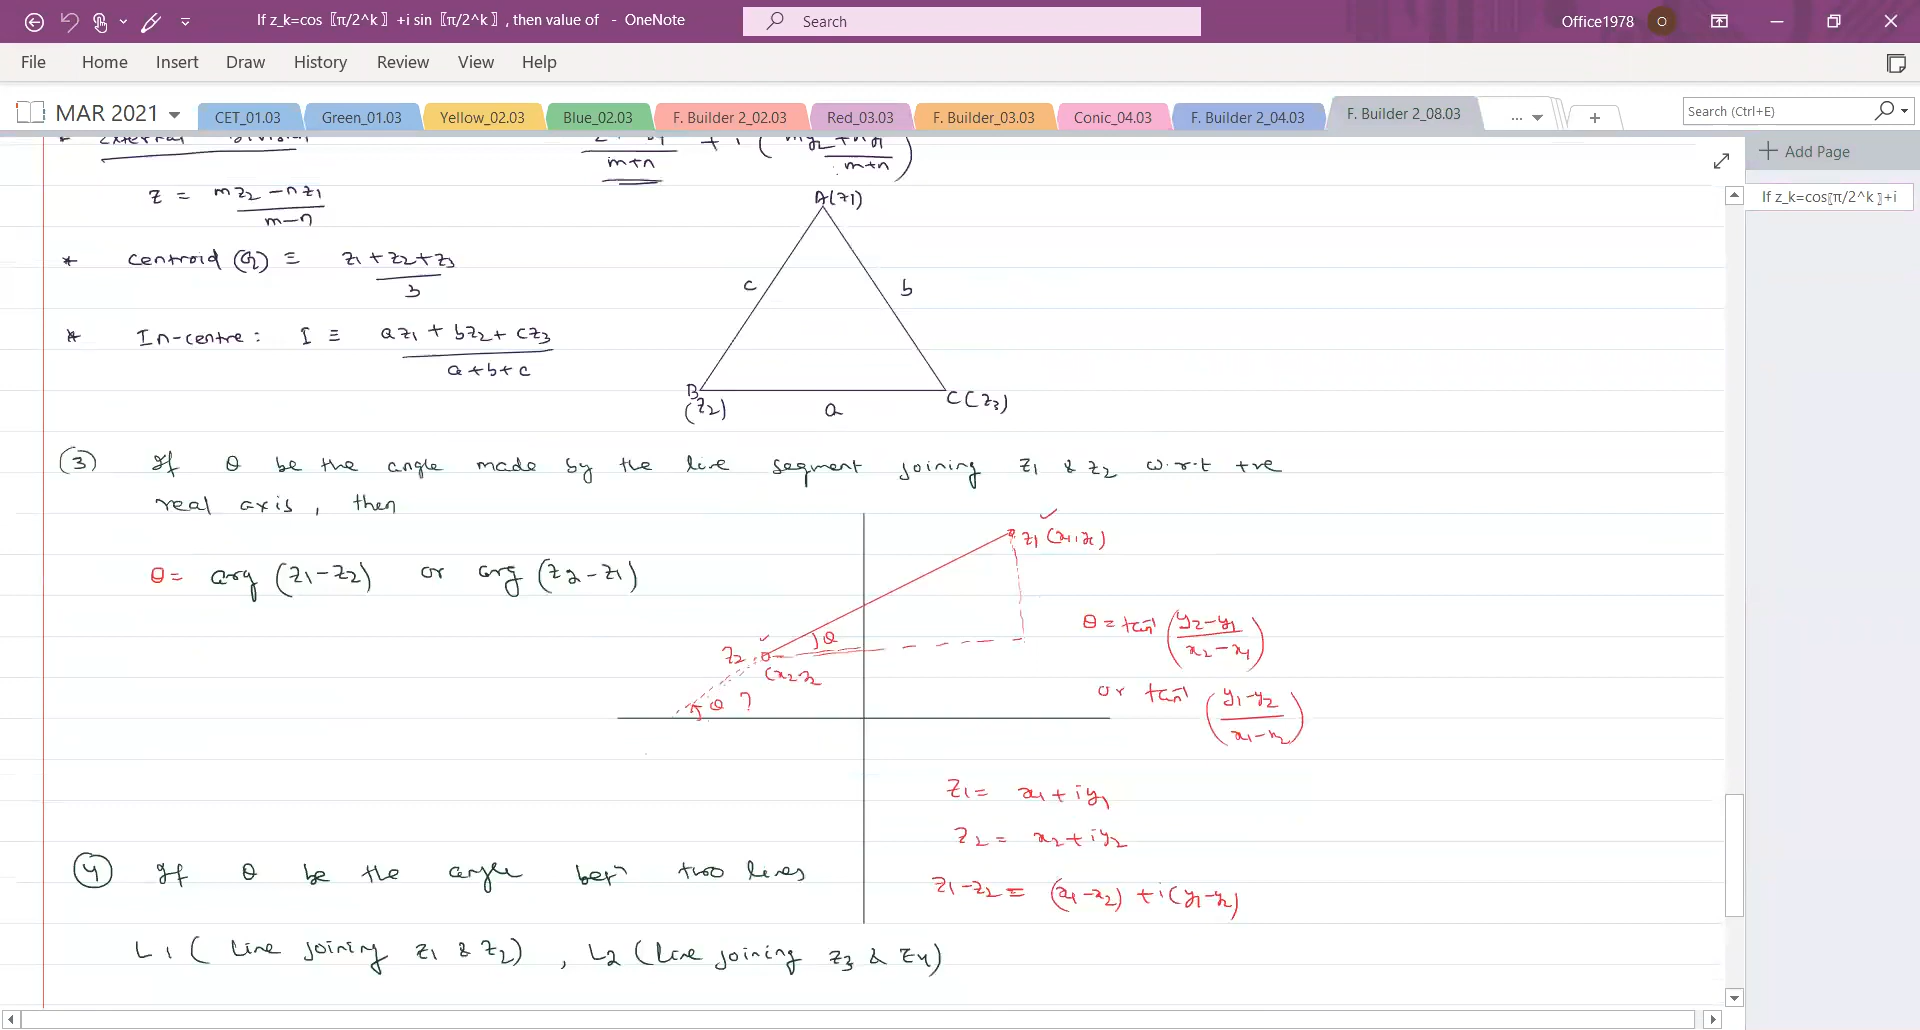 If z_k=cos〖π/2^k 〗+i sin〖π/2^k 〗, then value of - OneNote
Search
Office1978
O
File Home Insert Draw History Review View Help
MAR 2021
CET_01.03 Green_01.03 Yellow_02.03 Blue_02.03 F. Builder 2_02.03 Red_03.03 F. Builder_03.03 Conic_04.03 F. Builder 2_04.03 F. Builder 2_08.03 ... +
Search (Ctrl+E)
Add Page
If z_k=cos〖π/2^k 〗+i
* External division
m+n + i ( my2 + ny1 / m+n )
z = mz2 - nz1 / m-n
* Centroid (G) ≡ z1 + z2 + z3 / 3
* In-centre : I ≡ az1 + bz2 + cz3 / a+b+c
A(z1)
c b
B (z2) a C(z3)
(3) If θ be the angle made by the line segment joining z1 & z2 w.r.t +ve
real axis, then
θ = arg (z1-z2) or arg (z2-z1)
z1
θ
z2
θ ?
θ = tan-1 ( y2-y1 / x2-x1 )
or tan-1 ( y1-y2 / x1-x2 )
z1 = x1 + iy1
z2 = x2 + iy2
z1-z2 = (x1-x2) + i(y1-y2)
(4) If θ be the angle betn two lines
L1 ( line joining z1 & z2) , L2 (line joining z3 & z4)